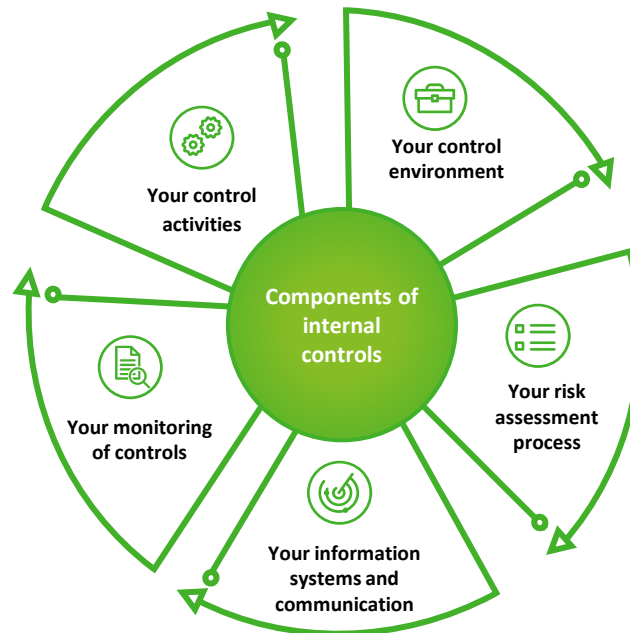 Components of
internal
controls
Your control
environment
Your risk
assessment
process
Your information
systems and
communication
Your monitoring
of controls
Your control
activities